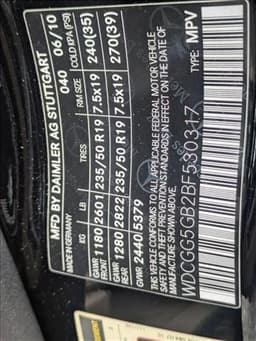 MFD BY DAIMLER AG STUTTGART
MADE IN GERMANY 040 06/10
KG LB TIRES RIM SIZE COLD kPA (PSI)
GAWR FRONT 1180 2601 235/50 R19 7.5x19 240(35)
GAWR REAR 1280 2822 235/50 R19 7.5x19 270(39)
GVWR 2440 5379
THIS VEHICLE CONFORMS TO ALL APPLICABLE FEDERAL MOTOR VEHICLE
SAFETY AND THEFT PREVENTION STANDARDS IN EFFECT ON THE DATE OF
MANUFACTURE SHOWN ABOVE.
WDCGG5GB2BF530317 TYPE: MPV